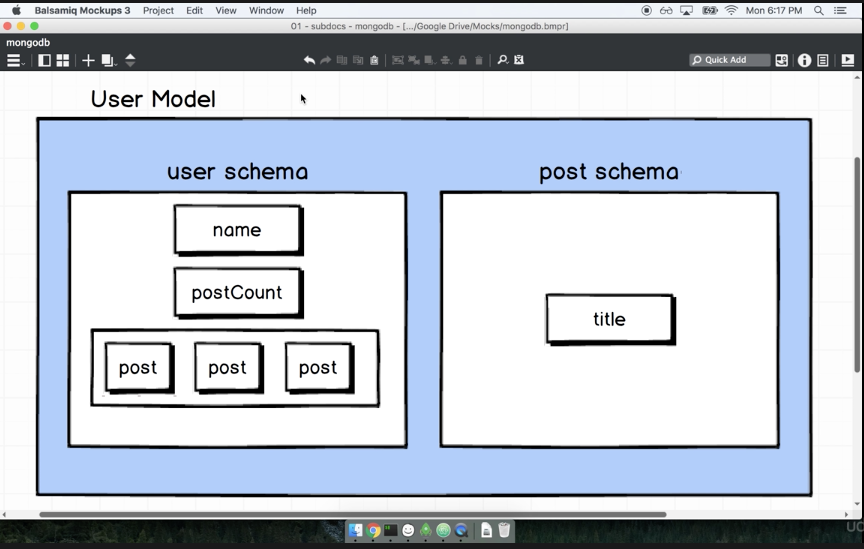 Balsamiq Mockups 3 Project Edit View Window Help Mon 6:17 PM
01 - subdocs - mongodb - [.../Google Drive/Mocks/mongodb.bmpr]
mongodb
Quick Add
User Model
user schema post schema
name
postCount
title
post post post